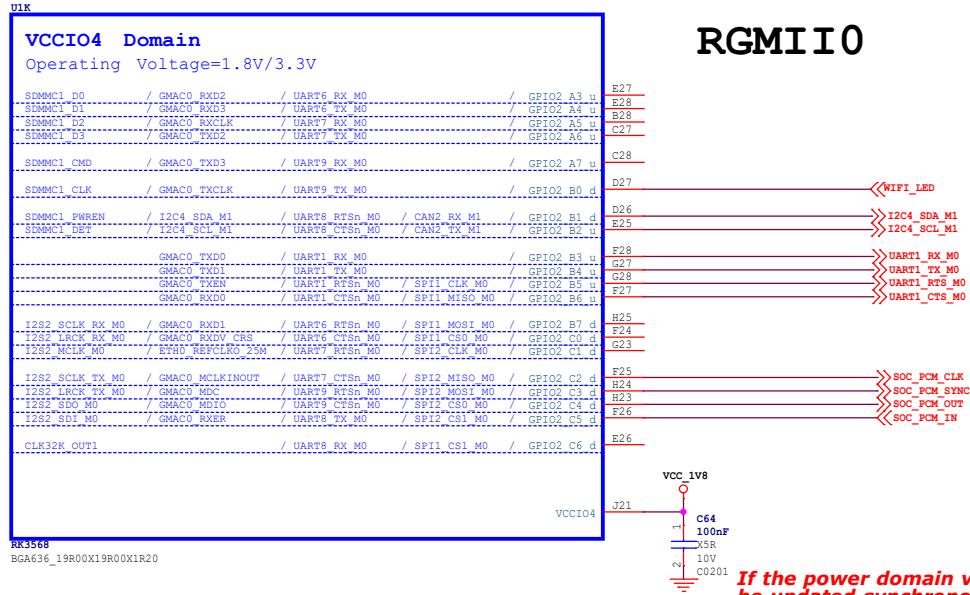 U1K
VCCIO4 Domain
Operating Voltage=1.8V/3.3V
RGMII0
SDMMC1_D0 / GMAC0_RXD2 / UART6_RX_M0 / GPIO2_A3_u E27
SDMMC1_D1 / GMAC0_RXD3 / UART6_TX_M0 / GPIO2_A4_u E28
SDMMC1_D2 / GMAC0_RXCLK / UART7_RX_M0 / GPIO2_A5_u B28
SDMMC1_D3 / GMAC0_TXD2 / UART7_TX_M0 / GPIO2_A6_u C27
SDMMC1_CMD / GMAC0_TXD3 / UART9_RX_M0 / GPIO2_A7_u C28
SDMMC1_CLK / GMAC0_TXCLK / UART9_TX_M0 / GPIO2_B0_d D27 WIFI_LED
SDMMC1_PWREN / I2C4_SDA_M1 / UART8_RTSn_M0 / CAN2_RX_M1 / GPIO2_B1_d D26 I2C4_SDA_M1
SDMMC1_DET / I2C4_SCL_M1 / UART8_CTSn_M0 / CAN2_TX_M1 / GPIO2_B2_u E25 I2C4_SCL_M1
GMAC0_TXD0 / UART1_RX_M0 / GPIO2_B3_u F28 UART1_RX_M0
GMAC0_TXD1 / UART1_TX_M0 / GPIO2_B4_u G27 UART1_TX_M0
GMAC0_TXEN / UART1_RTSn_M0 / SPI1_CLK_M0 / GPIO2_B5_u G28 UART1_RTS_M0
GMAC0_RXD0 / UART1_CTSn_M0 / SPI1_MISO_M0 / GPIO2_B6_u F27 UART1_CTS_M0
I2S2_SCLK_RX_M0 / GMAC0_RXD1 / UART6_RTSn_M0 / SPI1_MOSI_M0 / GPIO2_B7_d H25
I2S2_LRCK_RX_M0 / GMAC0_RXDV_CRS / UART6_CTSn_M0 / SPI1_CS0_M0 / GPIO2_C0_d F24
I2S2_MCLK_M0 / ETH0_REFCLKO_25M / UART7_RTSn_M0 / SPI2_CLK_M0 / GPIO2_C1_d G23
I2S2_SCLK_TX_M0 / GMAC0_MCLKINOUT / UART7_CTSn_M0 / SPI2_MISO_M0 / GPIO2_C2_d F25 SOC_PCM_CLK
I2S2_LRCK_TX_M0 / GMAC0_MDC / UART9_RTSn_M0 / SPI2_MOSI_M0 / GPIO2_C3_d H24 SOC_PCM_SYNC
I2S2_SDO_M0 / GMAC0_MDIO / UART9_CTSn_M0 / SPI2_CS0_M0 / GPIO2_C4_d H23 SOC_PCM_OUT
I2S2_SDI_M0 / GMAC0_RXER / UART8_TX_M0 / SPI2_CS1_M0 / GPIO2_C5_d F26 SOC_PCM_IN
CLK32K_OUT1 / UART8_RX_M0 / SPI1_CS1_M0 / GPIO2_C6_d E26
VCC_1V8
VCCIO4 J21
C64
1 100nF
X5R
10V
2 C0201
RK3568
BGA636_19R00X19R00X1R20
If the power domain v
be updated synchrono